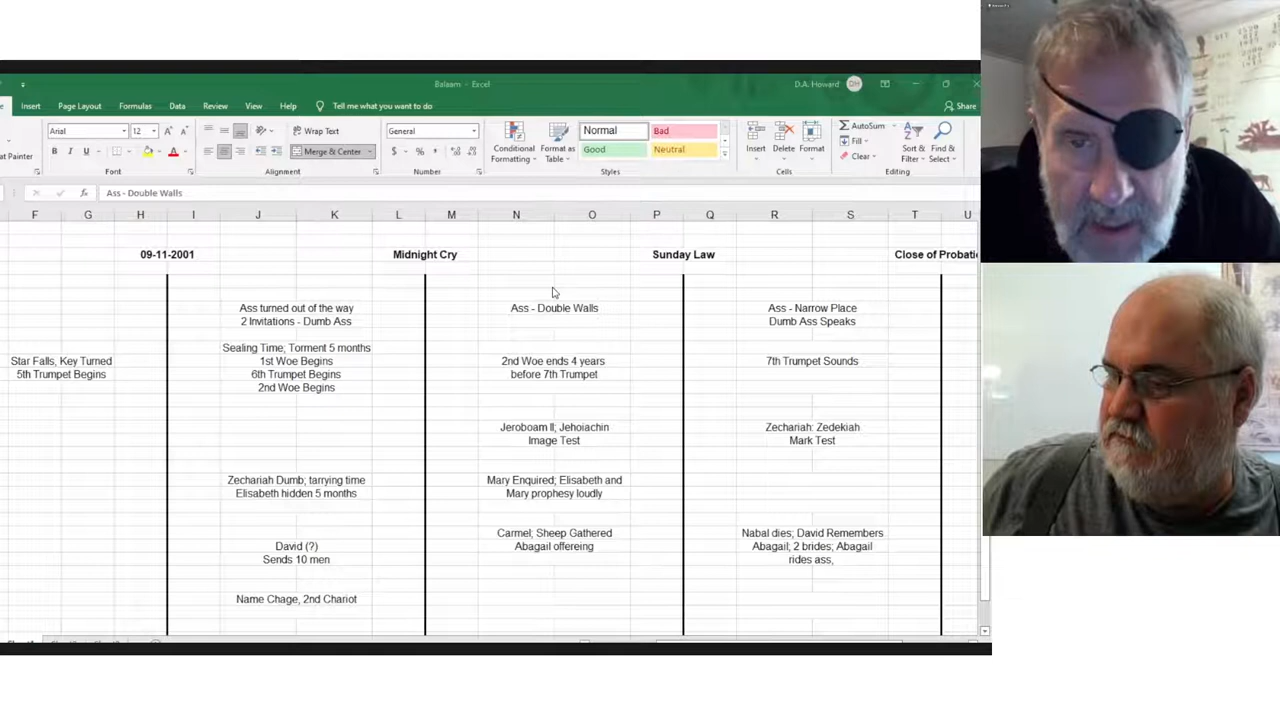 Balaam - Excel
D.A. Howard
DH
Insert Page Layout Formulas Data Review View Help Tell me what you want to do
Share
Arial 12
Wrap Text
General
Normal Bad
Good Neutral
Conditional Formatting
Format as Table
Insert Delete Format
AutoSum
Fill
Clear
Sort & Filter
Find & Select
at Painter
B I U
Merge & Center
$ % ,
Font Alignment Number Styles Cells Editing
Ass - Double Walls
F G H I J K L M N O P Q R S T U
09-11-2001 Midnight Cry Sunday Law Close of Probati
Ass turned out of the way
2 Invitations - Dumb Ass
Ass - Double Walls
Ass - Narrow Place
Dumb Ass Speaks
Star Falls, Key Turned
5th Trumpet Begins
Sealing Time; Torment 5 months
1st Woe Begins
6th Trumpet Begins
2nd Woe Begins
2nd Woe ends 4 years
before 7th Trumpet
7th Trumpet Sounds
Jeroboam II; Jehoiachin
Image Test
Zechariah: Zedekiah
Mark Test
Zechariah Dumb; tarrying time
Elisabeth hidden 5 months
Mary Enquired; Elisabeth and
Mary prophesy loudly
David (?)
Sends 10 men
Carmel; Sheep Gathered
Abagail offereing
Nabal dies; David Remembers
Abagail; 2 brides; Abagail
rides ass,
Name Chage, 2nd Chariot